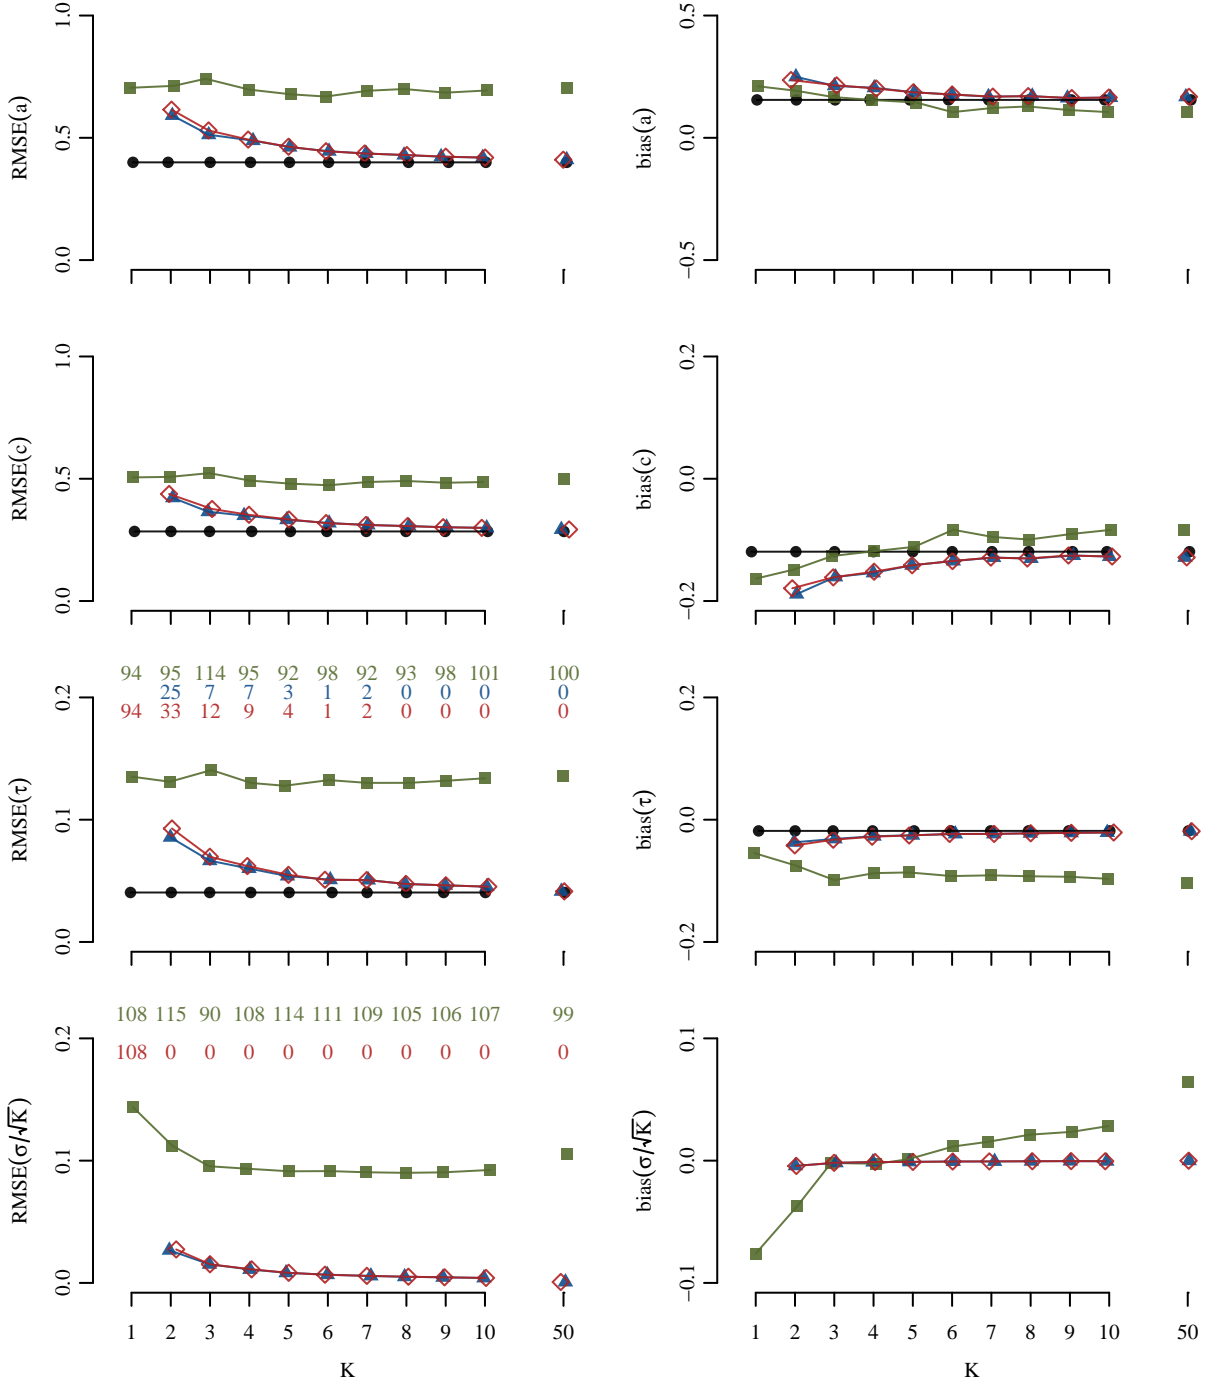 RMSE(a)
0.0 0.5 1.0
bias(a)
−0.5 0.0 0.5
RMSE(c)
0.0 0.5 1.0
bias(c)
−0.2 0.0 0.2
94 95 114 95 92 98 92 93 98 101 100
25 7 7 3 1 2 0 0 0 0
94 33 12 9 4 1 2 0 0 0 0
RMSE(τ)
0.0 0.1 0.2
bias(τ)
−0.2 0.0 0.2
108 115 90 108 114 111 109 105 106 107 99
108 0 0 0 0 0 0 0 0 0 0
RMSE(σ/√K)
0.0 0.1 0.2
1 2 3 4 5 6 7 8 9 10 50
K
bias(σ/√K)
−0.1 0.0 0.1
1 2 3 4 5 6 7 8 9 10 50
K